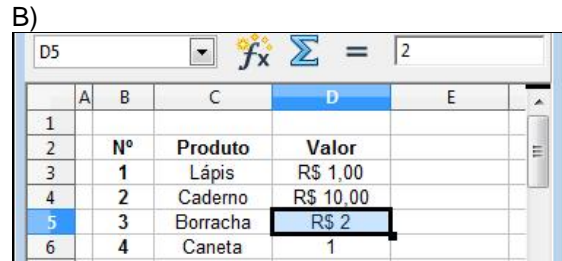 B)
D5 fx Σ = 2
A B C D E
1
2 Nº Produto Valor
3 1 Lápis R$ 1,00
4 2 Caderno R$ 10,00
5 3 Borracha R$ 2
6 4 Caneta 1